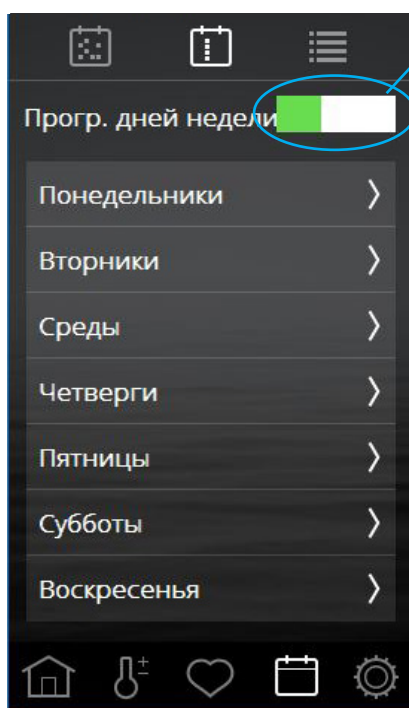 Прогр. дней недели
Понедельники
Вторники
Среды
Четверги
Пятницы
Субботы
Воскресенья